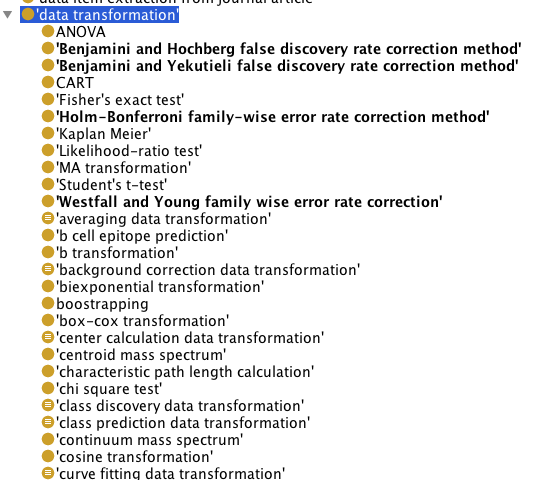 data item extraction from journal article
'data transformation'
ANOVA
'Benjamini and Hochberg false discovery rate correction method'
'Benjamini and Yekutieli false discovery rate correction method'
CART
'Fisher's exact test'
'Holm-Bonferroni family-wise error rate correction method'
'Kaplan Meier'
'Likelihood-ratio test'
'MA transformation'
'Student's t-test'
'Westfall and Young family wise error rate correction'
'averaging data transformation'
'b cell epitope prediction'
'b transformation'
'background correction data transformation'
'biexponential transformation'
boostrapping
'box-cox transformation'
'center calculation data transformation'
'centroid mass spectrum'
'characteristic path length calculation'
'chi square test'
'class discovery data transformation'
'class prediction data transformation'
'continuum mass spectrum'
'cosine transformation'
'curve fitting data transformation'